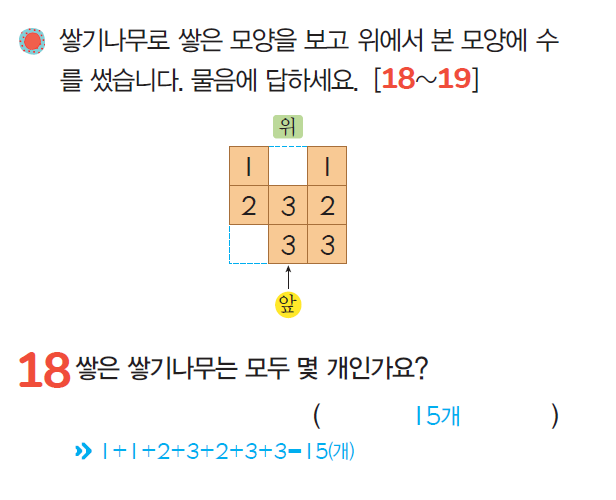 쌓기나무로 쌓은 모양을 보고 위에서 본 모양에 수
를 썼습니다. 물음에 답하세요. [18~19]
위
1 1
2 3 2
3 3
앞
18 쌓은 쌓기나무는 모두 몇 개인가요?
( 15개 )
1+1+2+3+2+3+3=15(개)